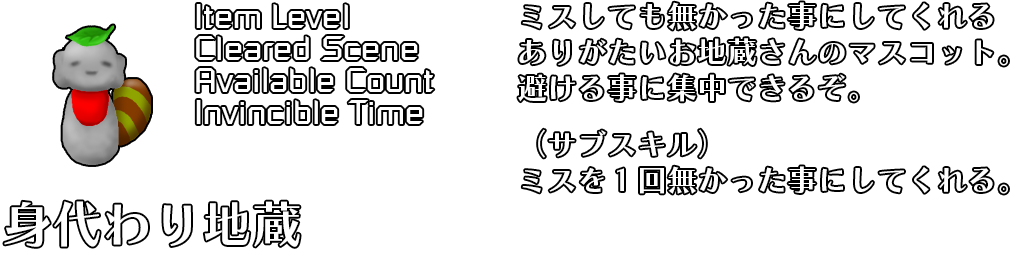 Item Level
Cleared Scene
Available Count
Invincible Time
身代わり地蔵
ミスしても無かった事にしてくれる
ありがたいお地蔵さんのマスコット。
避ける事に集中できるぞ。
（サブスキル）
ミスを１回無かった事にしてくれる。